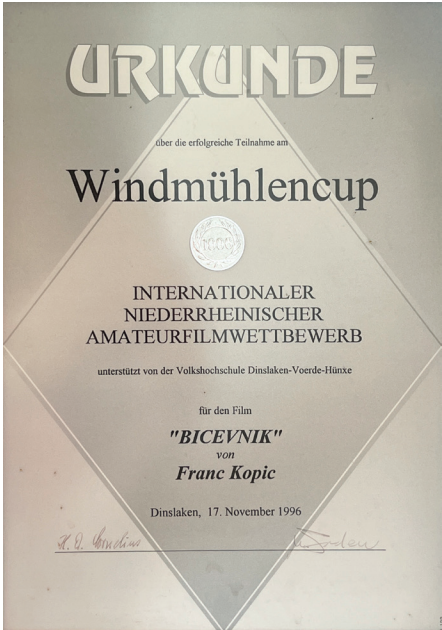 URKUNDE
über die erfolgreiche Teilnahme am
Windmühlencup
INTERNATIONALER
NIEDERRHEINISCHER
AMATEURFILMWETTBEWERB
unterstützt von der Volkshochschule Dinslaken-Voerde-Hünxe
für den Film
"BICEVNIK"
von
Franc Kopic
Dinslaken, 17. November 1996